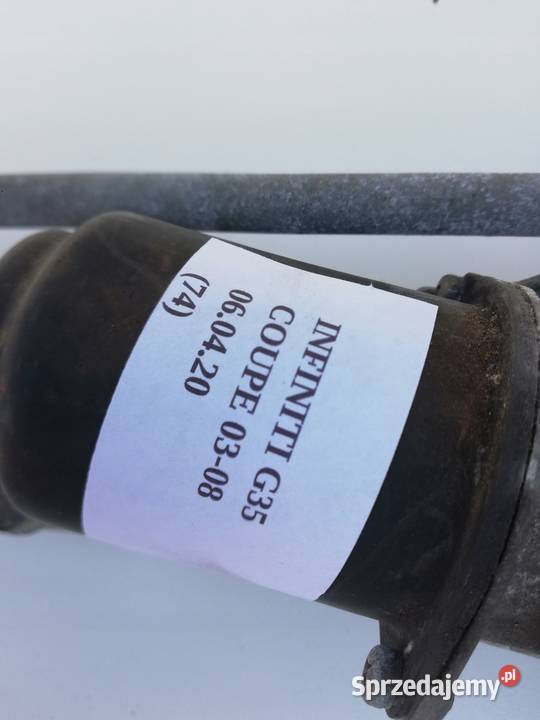 INFINITI G35
COUPE 03-08
06.04.20
(74)
Sprzedajemy.pl